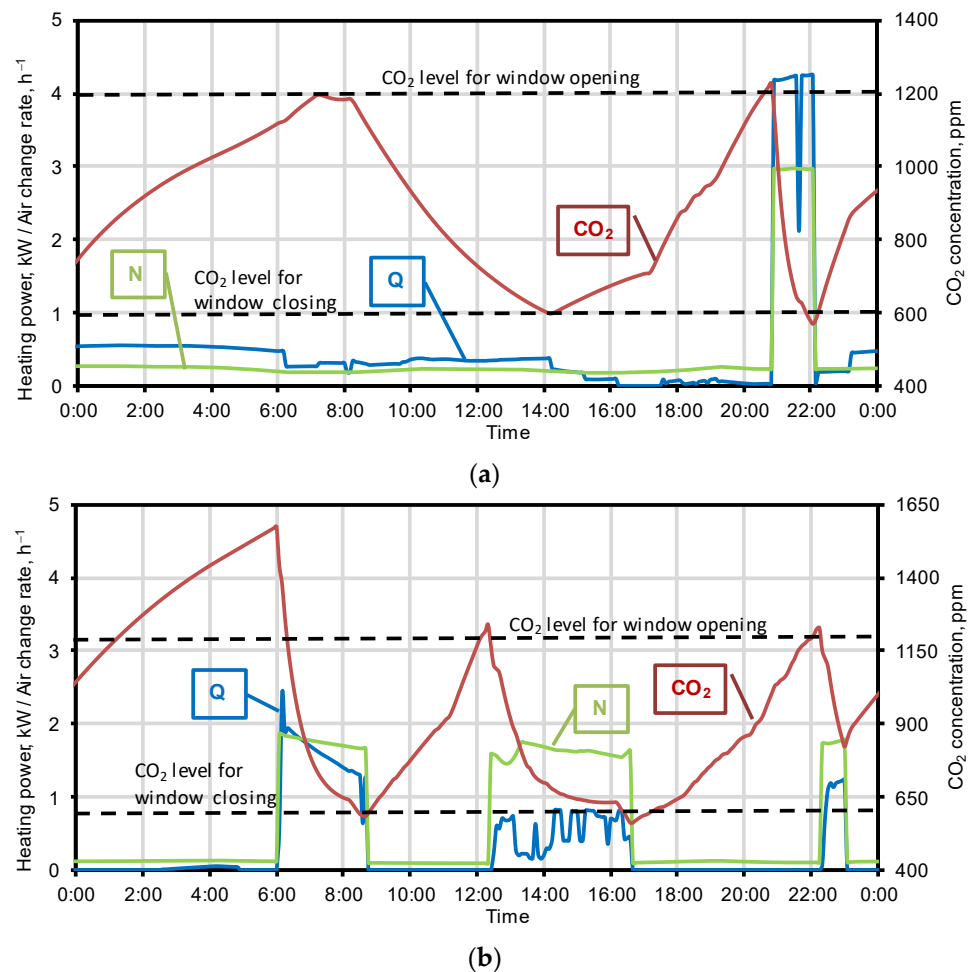 5
4
3
2
1
0
Heating power, kW / Air change rate, h⁻¹
1400
1200
1000
800
600
400
CO₂ concentration, ppm
CO₂ level for window opening
CO₂
N
Q
CO₂ level for
window closing
0:00 2:00 4:00 6:00 8:00 10:00 12:00 14:00 16:00 18:00 20:00 22:00 0:00
Time
(a)
5
4
3
2
1
0
Heating power, kW / Air change rate, h⁻¹
1650
1400
1150
900
650
400
CO₂ concentration, ppm
CO₂ level for window opening
Q
N
CO₂
CO₂ level for
window closing
0:00 2:00 4:00 6:00 8:00 10:00 12:00 14:00 16:00 18:00 20:00 22:00 0:00
Time
(b)